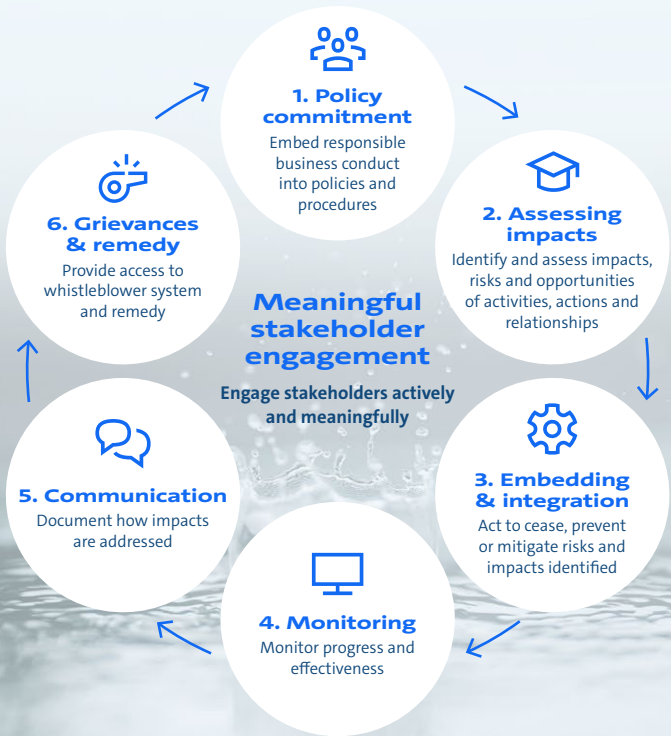 1. Policy
commitment
Embed responsible
business conduct
into policies and
procedures
2. Assessing
impacts
Identify and assess impacts,
risks and opportunities
of activities, actions and
relationships
3. Embedding
& integration
Act to cease, prevent
or mitigate risks and
impacts identified
4. Monitoring
Monitor progress and
effectiveness
5. Communication
Document how impacts
are addressed
6. Grievances
& remedy
Provide access to
whistleblower system
and remedy
Meaningful
stakeholder
engagement
Engage stakeholders actively
and meaningfully